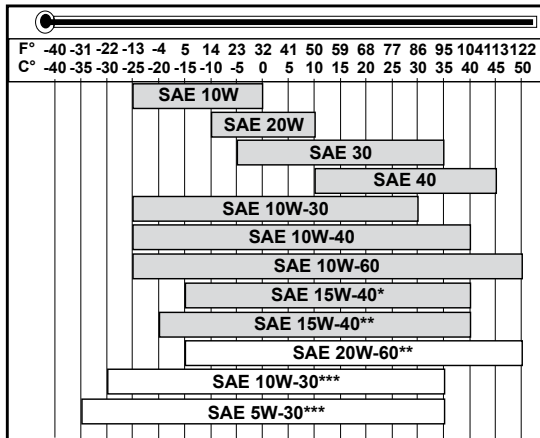 F° -40 -31 -22 -13 -4 5 14 23 32 41 50 59 68 77 86 95 104 113 122
C° -40 -35 -30 -25 -20 -15 -10 -5 0 5 10 15 20 25 30 35 40 45 50
SAE 10W
SAE 20W
SAE 30
SAE 40
SAE 10W-30
SAE 10W-40
SAE 10W-60
SAE 15W-40*
SAE 15W-40**
SAE 20W-60**
SAE 10W-30***
SAE 5W-30***